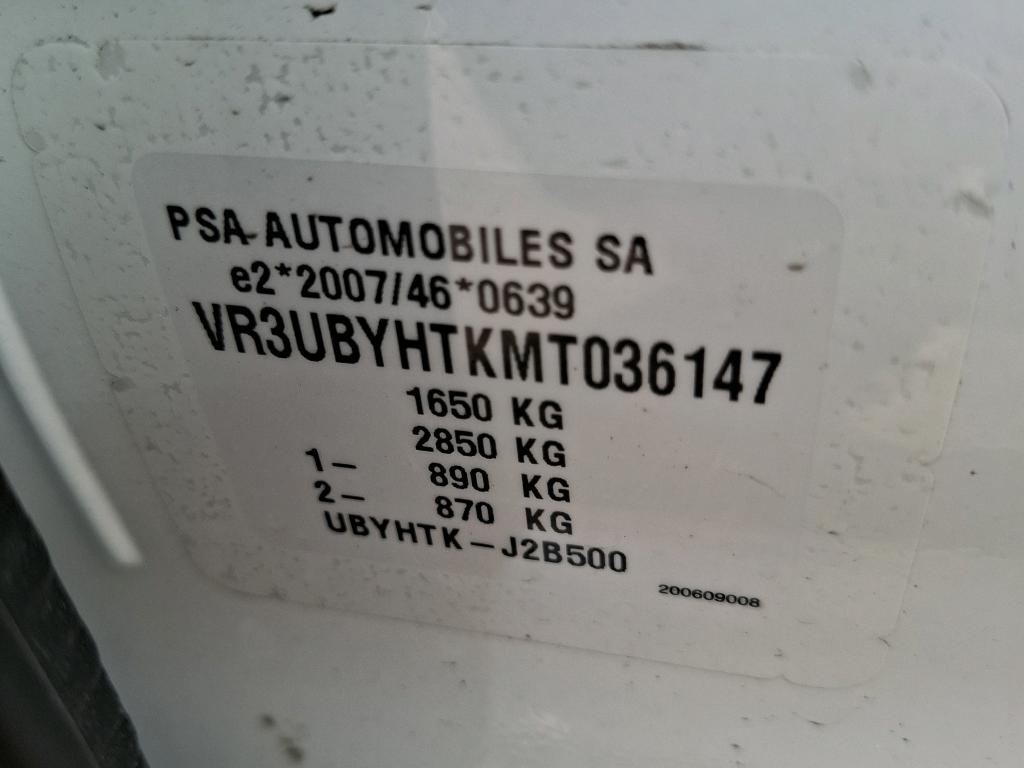 PSA AUTOMOBILES SA
e2*2007/46*0639
VR3UBYHTKMT036147
1650 KG
2850 KG
1– 890 KG
2– 870 KG
UBYHTK–J2B500
200609008